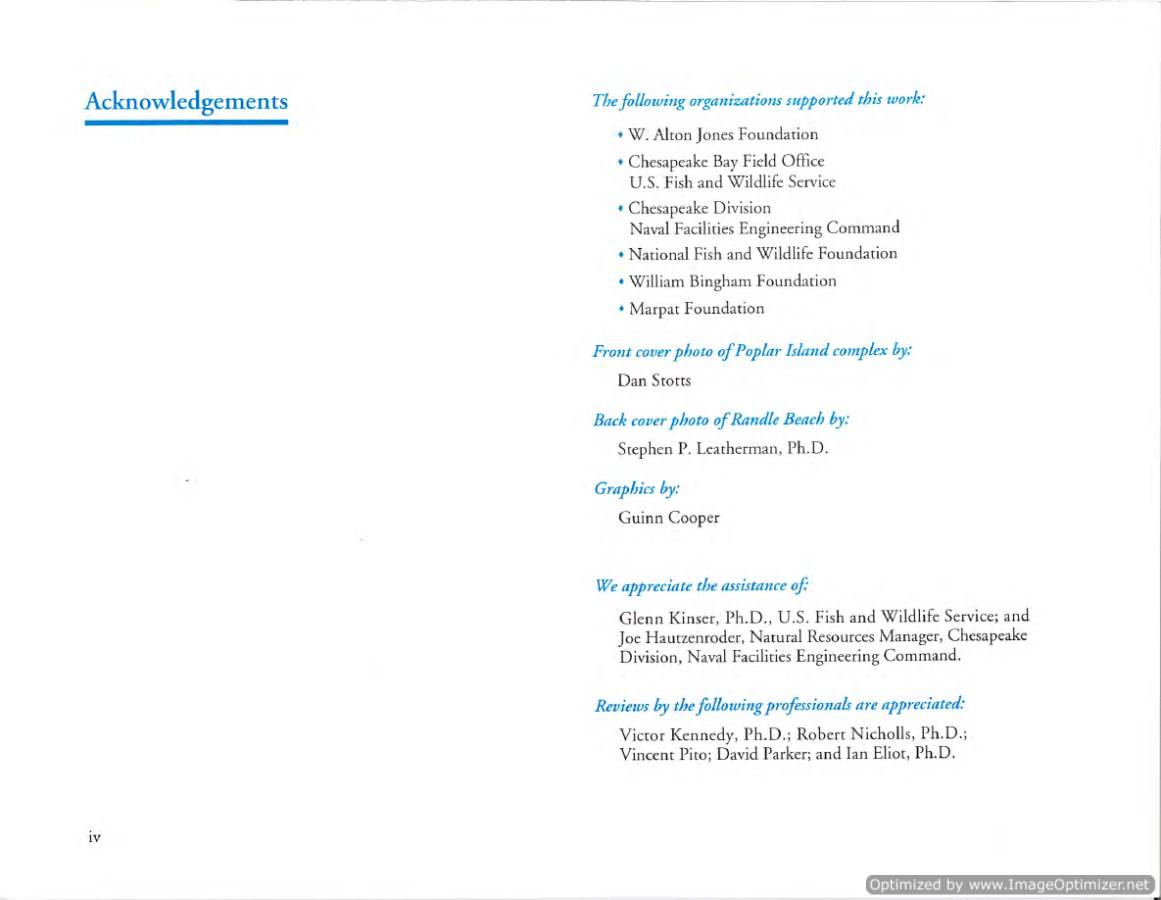 Acknowledgements
The following organizations supported this work:
• W. Alton Jones Foundation
• Chesapeake Bay Field Office
U.S. Fish and Wildlife Service
• Chesapeake Division
Naval Facilities Engineering Command
• National Fish and Wildlife Foundation
• William Bingham Foundation
• Marpat Foundation
Front cover photo of Poplar Island complex by:
Dan Stotts
Back cover photo of Randle Beach by:
Stephen P. Leatherman, Ph.D.
Graphics by:
Guinn Cooper
We appreciate the assistance of:
Glenn Kinser, Ph.D., U.S. Fish and Wildlife Service; and
Joe Hautzenroder, Natural Resources Manager, Chesapeake
Division, Naval Facilities Engineering Command.
Reviews by the following professionals are appreciated:
Victor Kennedy, Ph.D.; Robert Nicholls, Ph.D.;
Vincent Pito; David Parker; and Ian Eliot, Ph.D.
iv
Optimized by www.ImageOptimizer.net